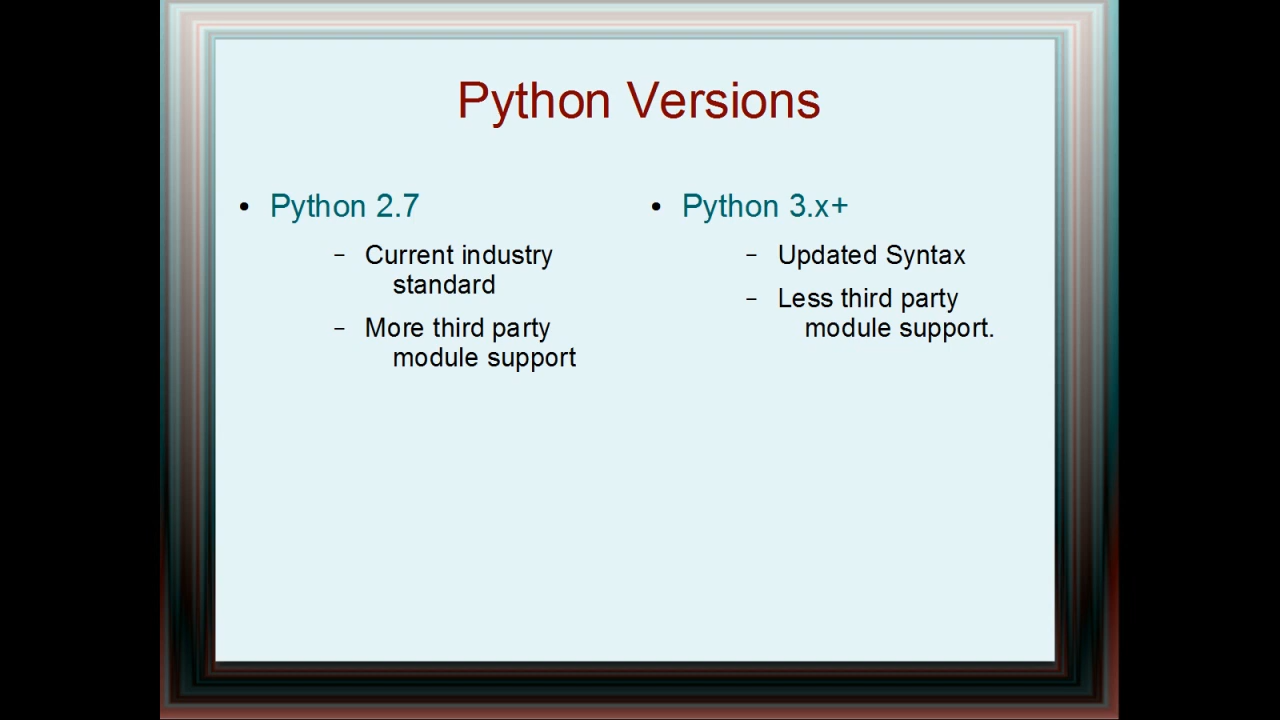 Python Versions
• Python 2.7
– Current industry
standard
– More third party
module support
• Python 3.x+
– Updated Syntax
– Less third party
module support.